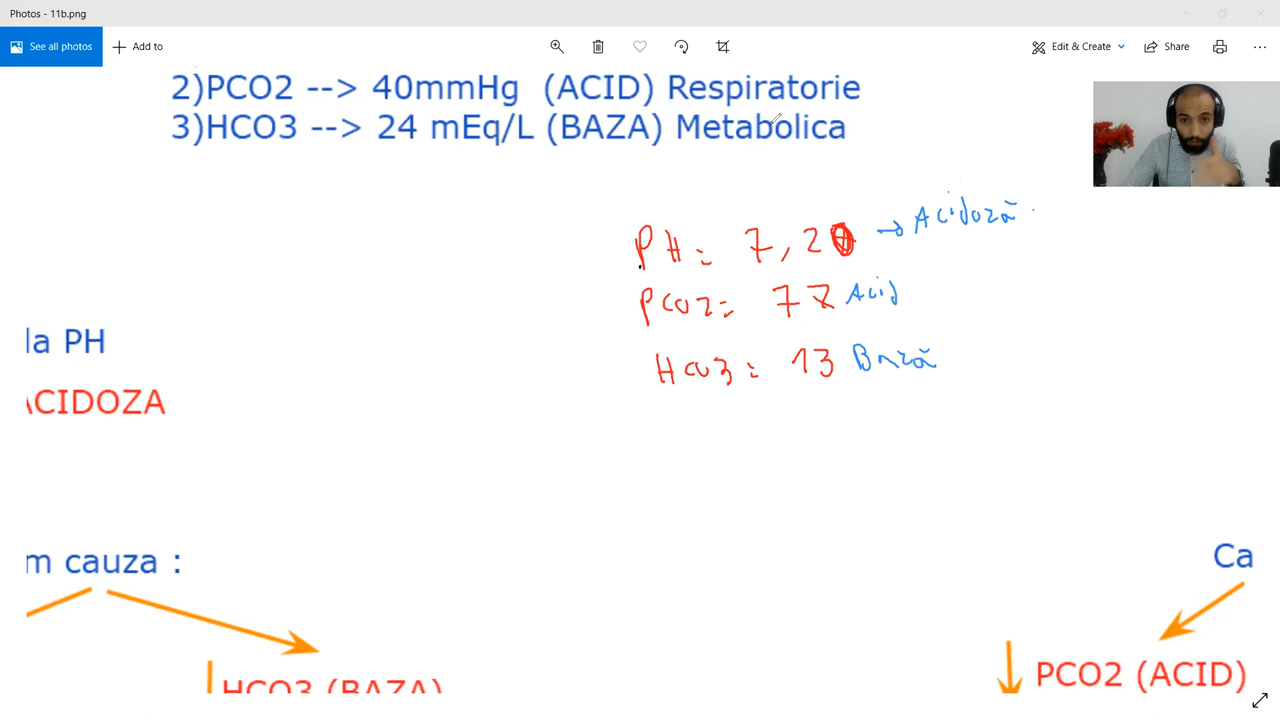 Photos - 11b.png
See all photos
Add to
Edit & Create
Share
2)PCO2 --> 40mmHg (ACID) Respiratorie
3)HCO3 --> 24 mEq/L (BAZA) Metabolica
PH = 7,20 → Acidoză
PCO2 = 77 Acid
HCO3 = 13 Bază
la PH
ACIDOZA
m cauza :
Ca
HCO3 (BAZA)
PCO2 (ACID)